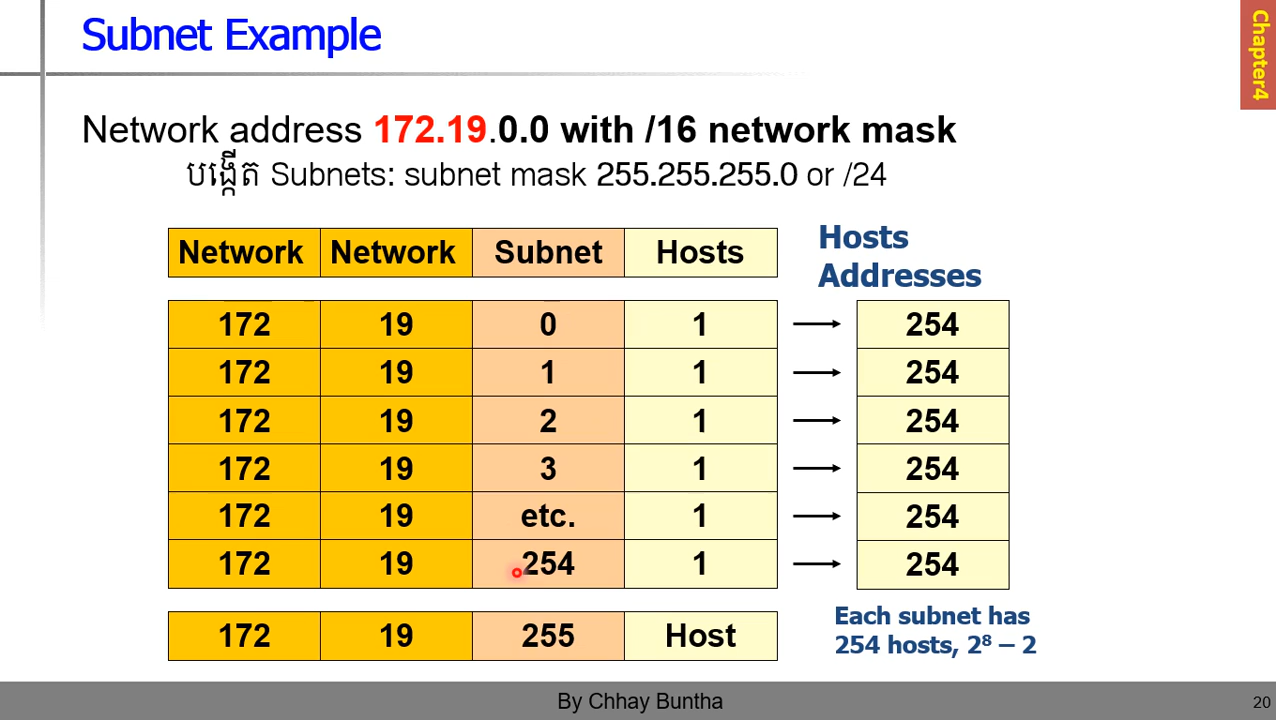 Subnet Example
Chapter4
Network address 172.19.0.0 with /16 network mask
បង្កើត Subnets: subnet mask 255.255.255.0 or /24
Network Network Subnet Hosts
Hosts
Addresses
172 19 0 1 254
172 19 1 1 254
172 19 2 1 254
172 19 3 1 254
172 19 etc. 1 254
172 19 254 1 254
172 19 255 Host
Each subnet has
254 hosts, 2⁸ – 2
By Chhay Buntha
20